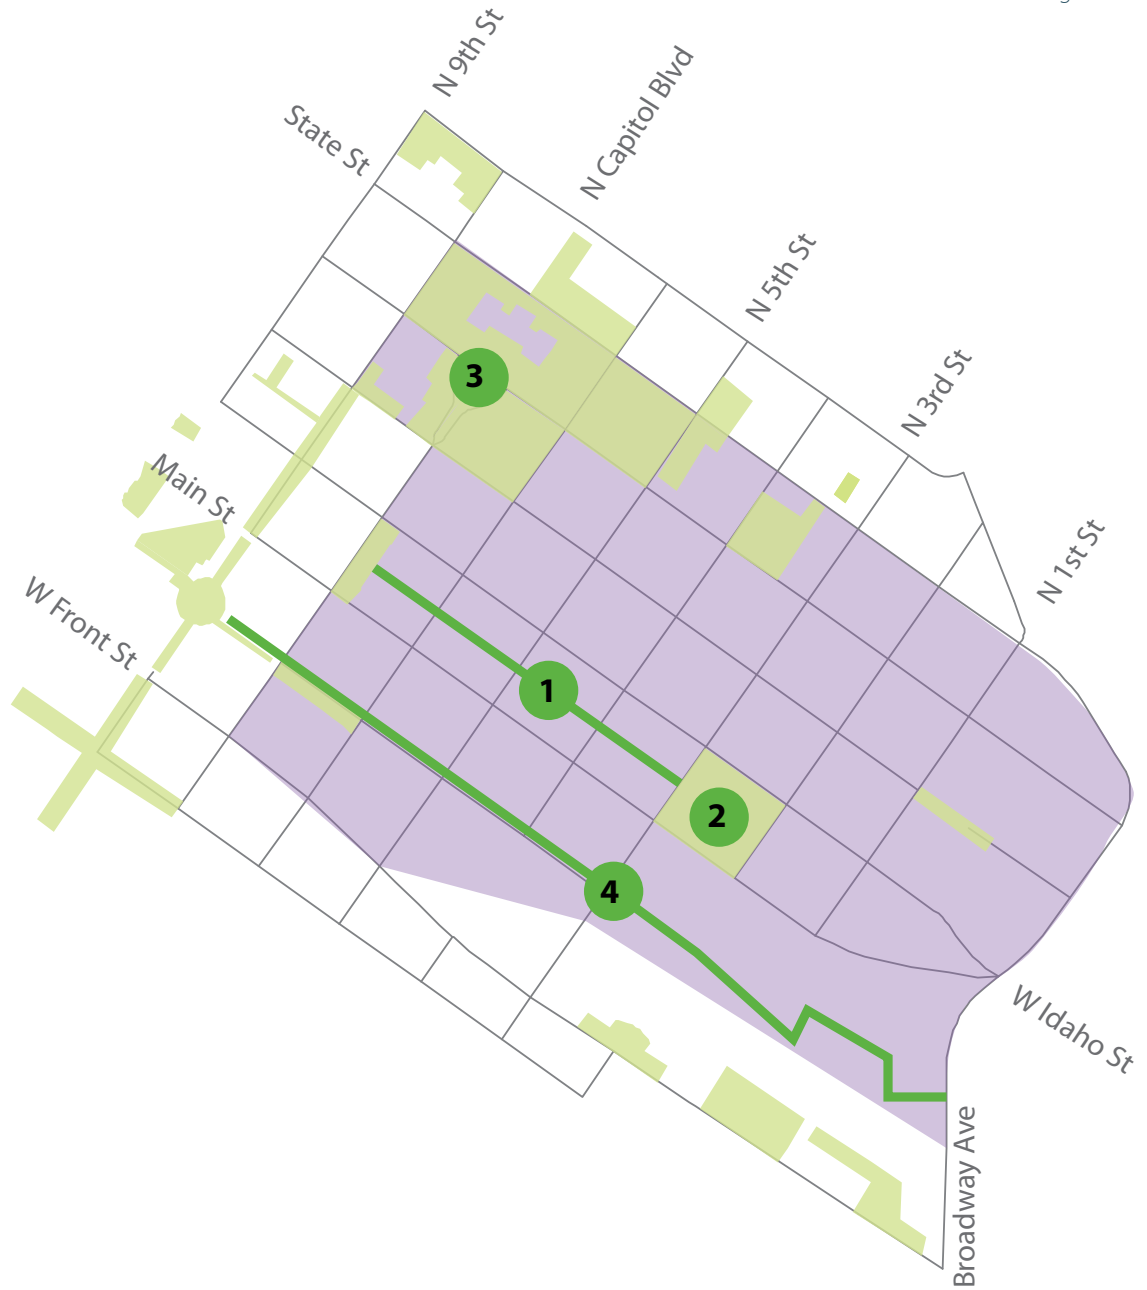 N 9th St
State St
N Capitol Blvd
N 5th St
N 3rd St
3
Main St
N 1st St
W Front St
1
2
4
W Idaho St
Broadway Ave